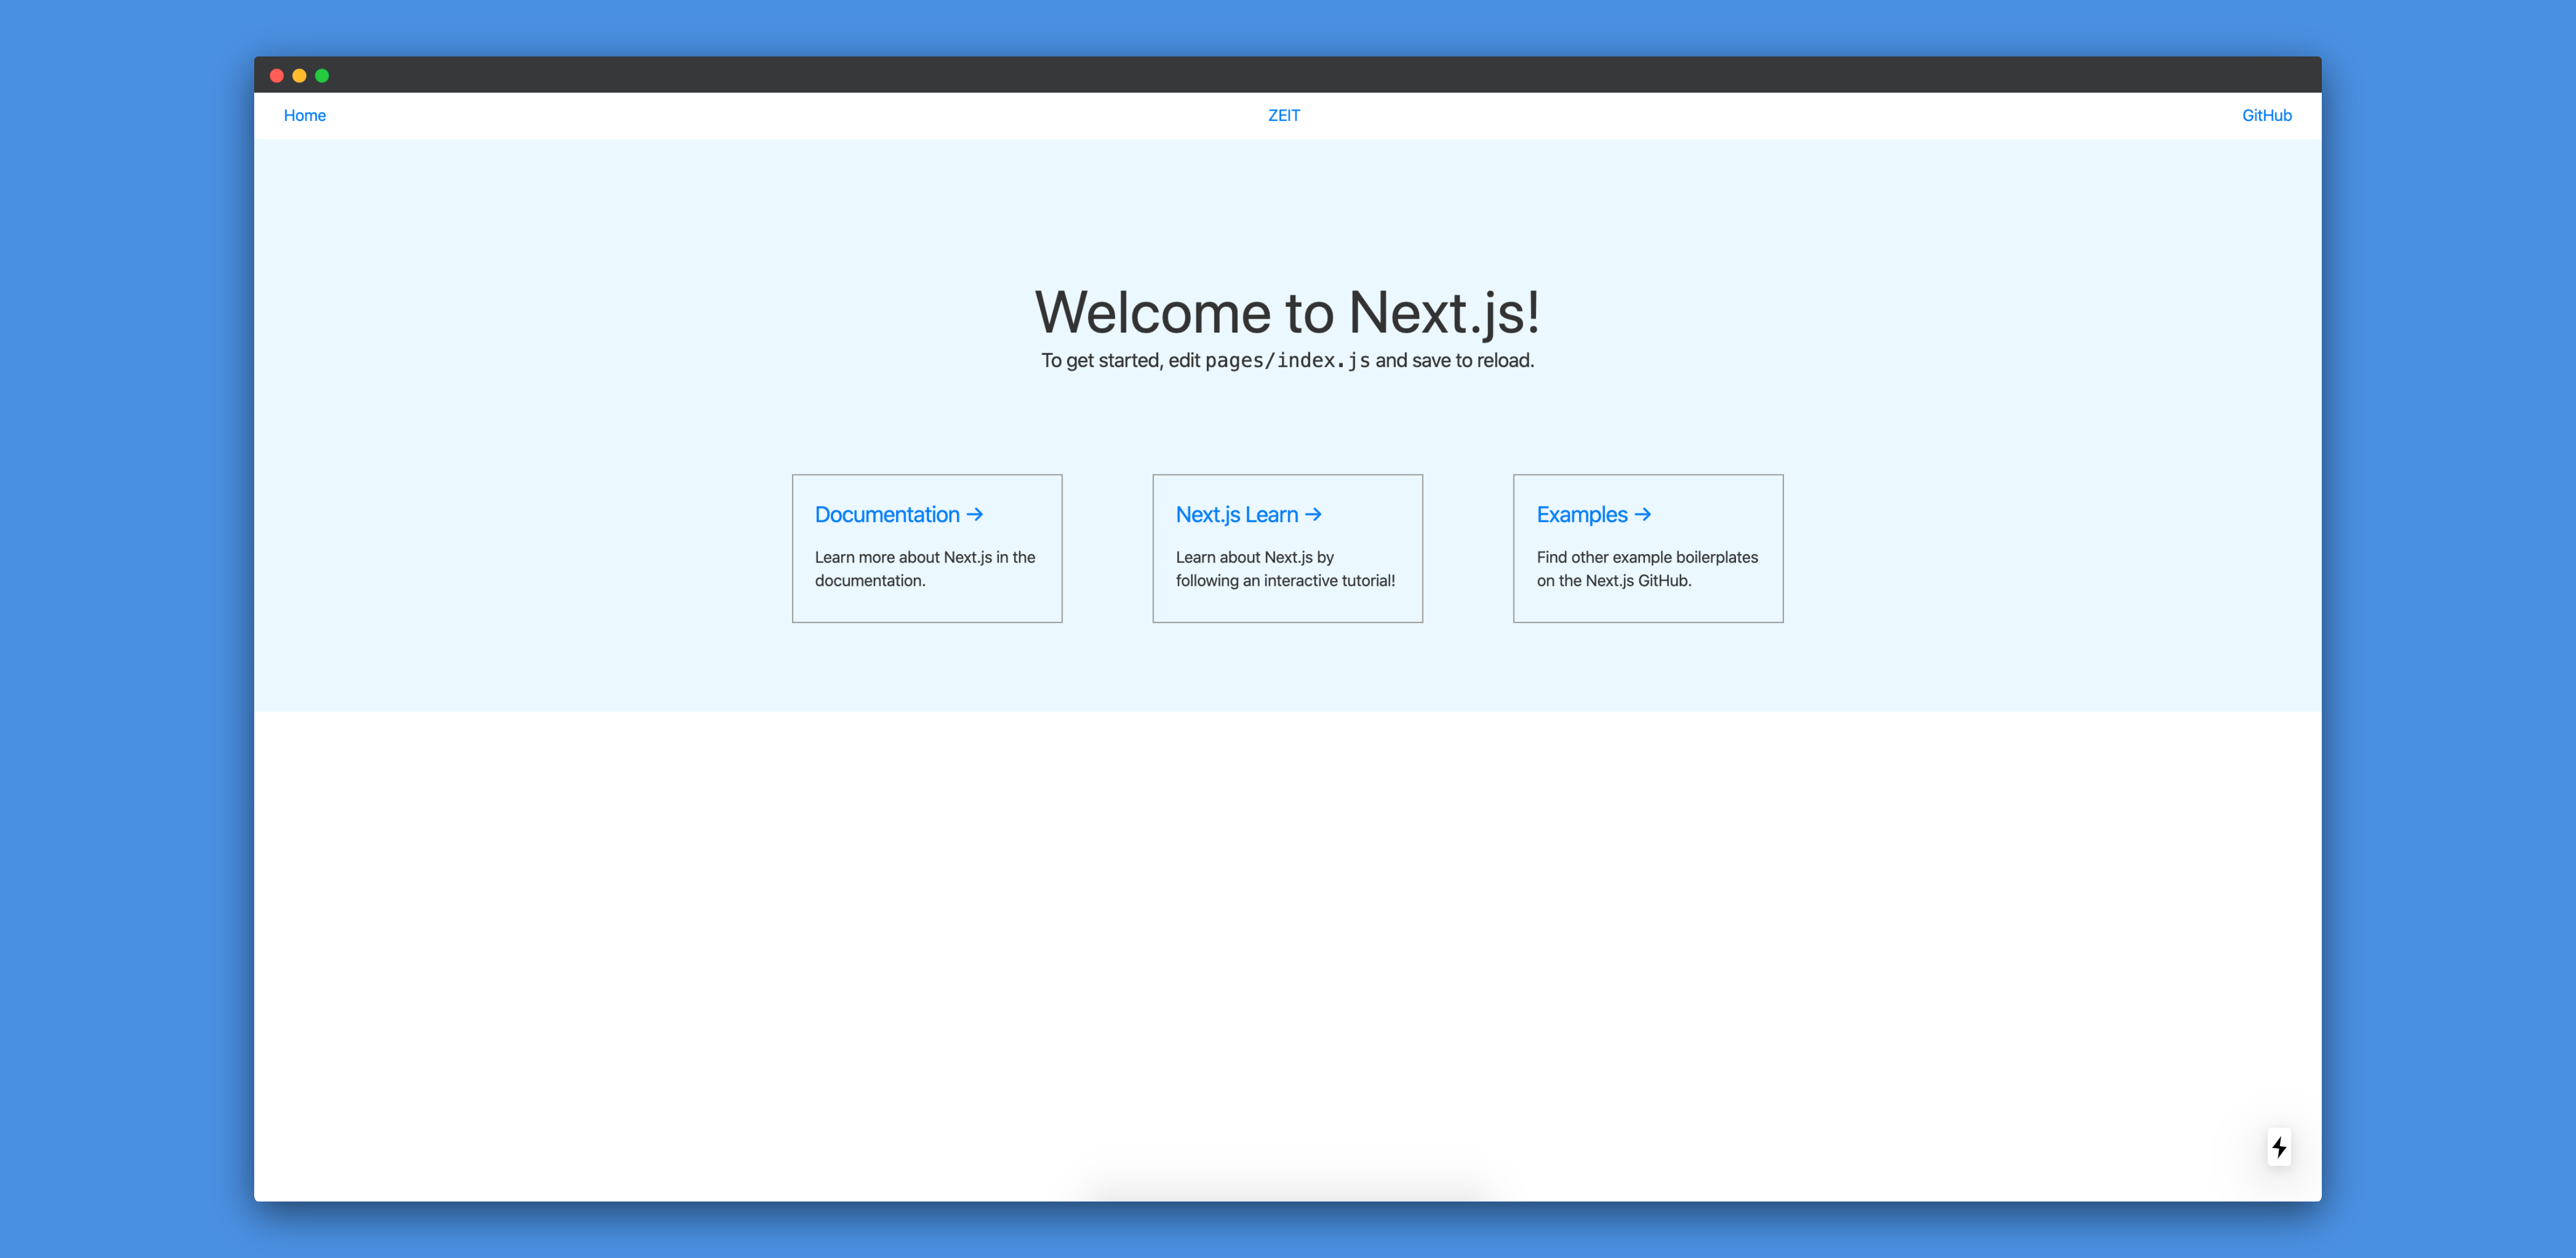 Home
ZEIT
GitHub
Welcome to Next.js!
To get started, edit pages/index.js and save to reload.
Documentation →
Learn more about Next.js in the
documentation.
Next.js Learn →
Learn about Next.js by
following an interactive tutorial!
Examples →
Find other example boilerplates
on the Next.js GitHub.